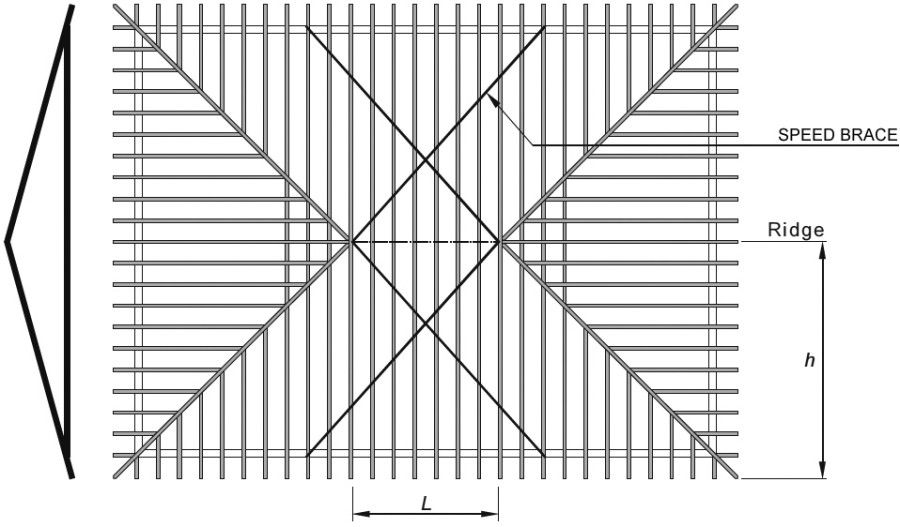 SPEED BRACE
Ridge
h
L